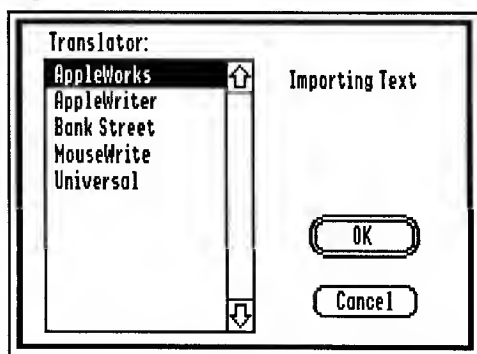 Translator:
AppleWorks
AppleWriter
Bank Street
MouseWrite
Universal
Importing Text
OK
Cancel